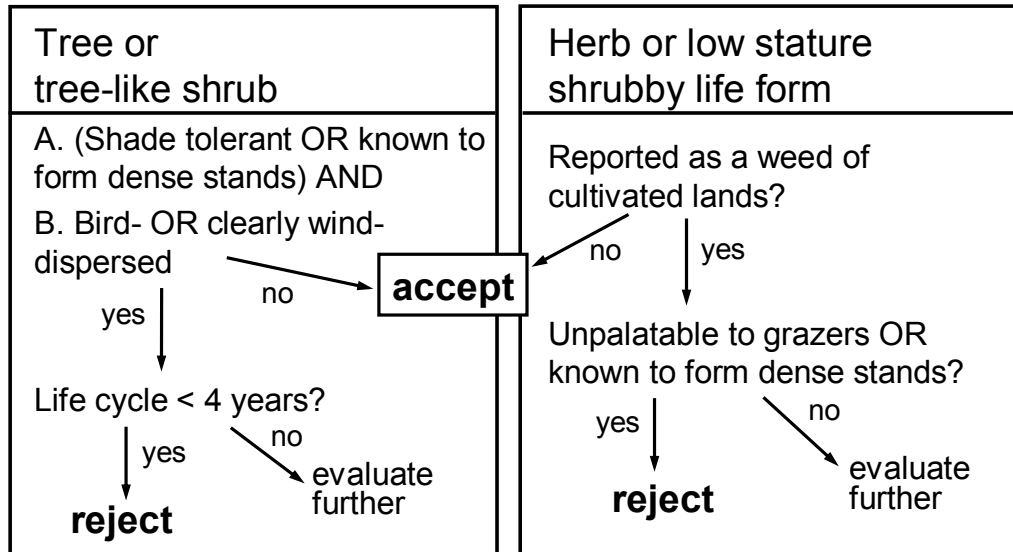 Tree or
tree-like shrub
A. (Shade tolerant OR known to
form dense stands) AND
B. Bird- OR clearly wind-
dispersed
no
accept
yes
Life cycle < 4 years?
yes
no
evaluate
further
reject
Herb or low stature
shrubby life form
Reported as a weed of
cultivated lands?
no
yes
Unpalatable to grazers OR
known to form dense stands?
yes
no
evaluate
further
reject